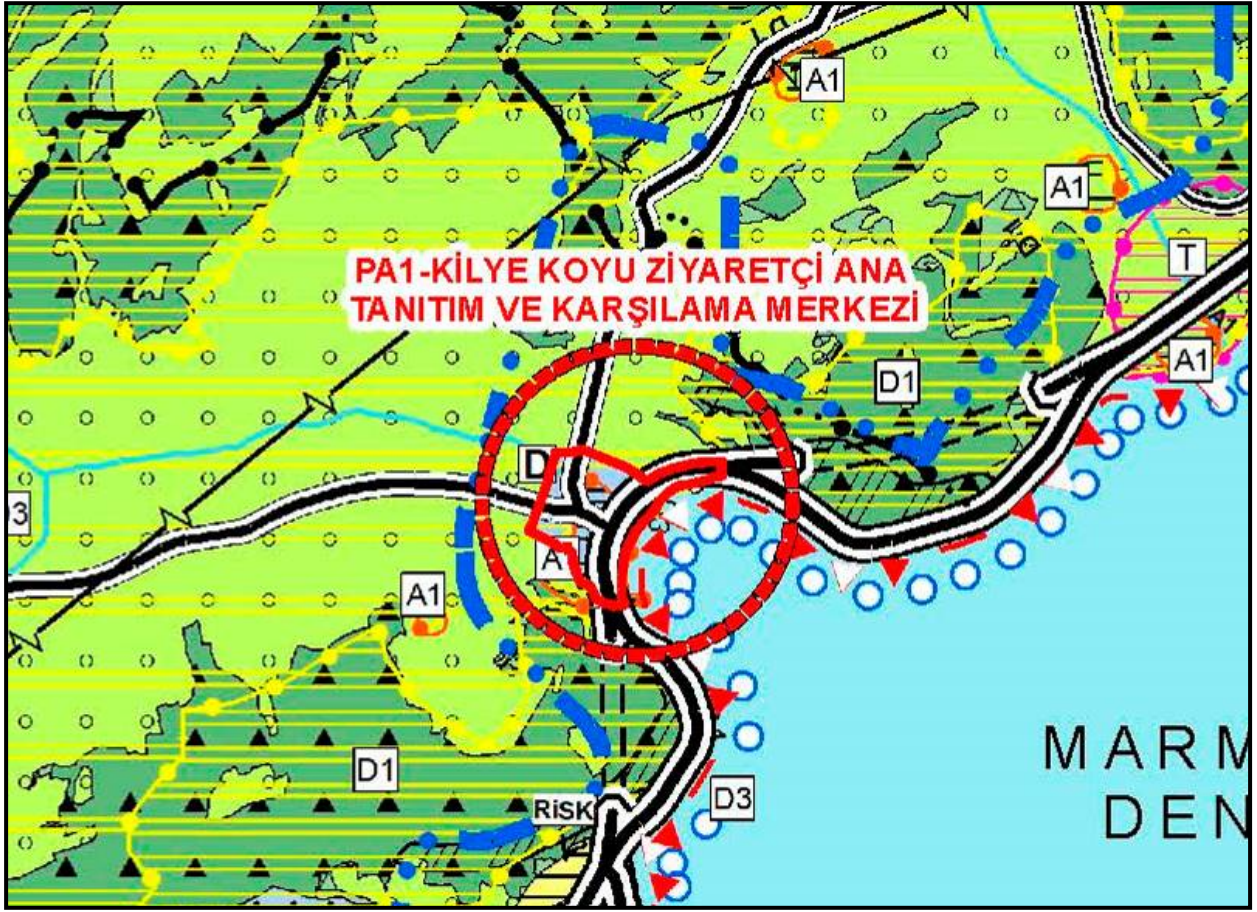 A1
A1
PA1-KİLYE KOYU ZİYARETÇİ ANA
TANITIM VE KARŞILAMA MERKEZİ
T
A1
D1
D
3
A
A1
D1
RİSK
D3
MARM
DEN